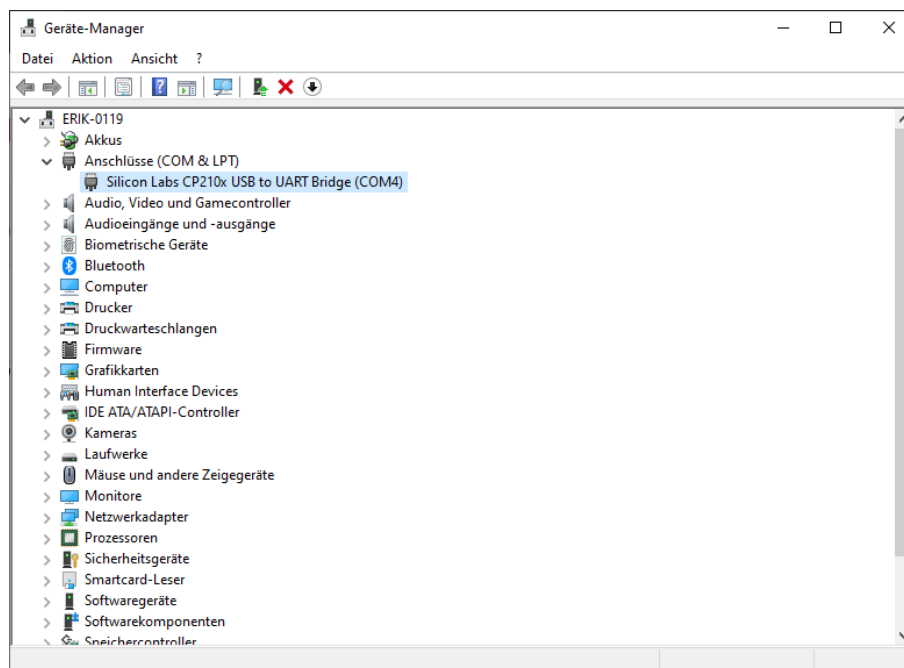 Geräte-Manager
Datei Aktion Ansicht ?
ERIK-0119
Akkus
Anschlüsse (COM & LPT)
Silicon Labs CP210x USB to UART Bridge (COM4)
Audio, Video und Gamecontroller
Audioeingänge und -ausgänge
Biometrische Geräte
Bluetooth
Computer
Drucker
Druckwarteschlangen
Firmware
Grafikkarten
Human Interface Devices
IDE ATA/ATAPI-Controller
Kameras
Laufwerke
Mäuse und andere Zeigegeräte
Monitore
Netzwerkadapter
Prozessoren
Sicherheitsgeräte
Smartcard-Leser
Softwaregeräte
Softwarekomponenten
Speichercontroller